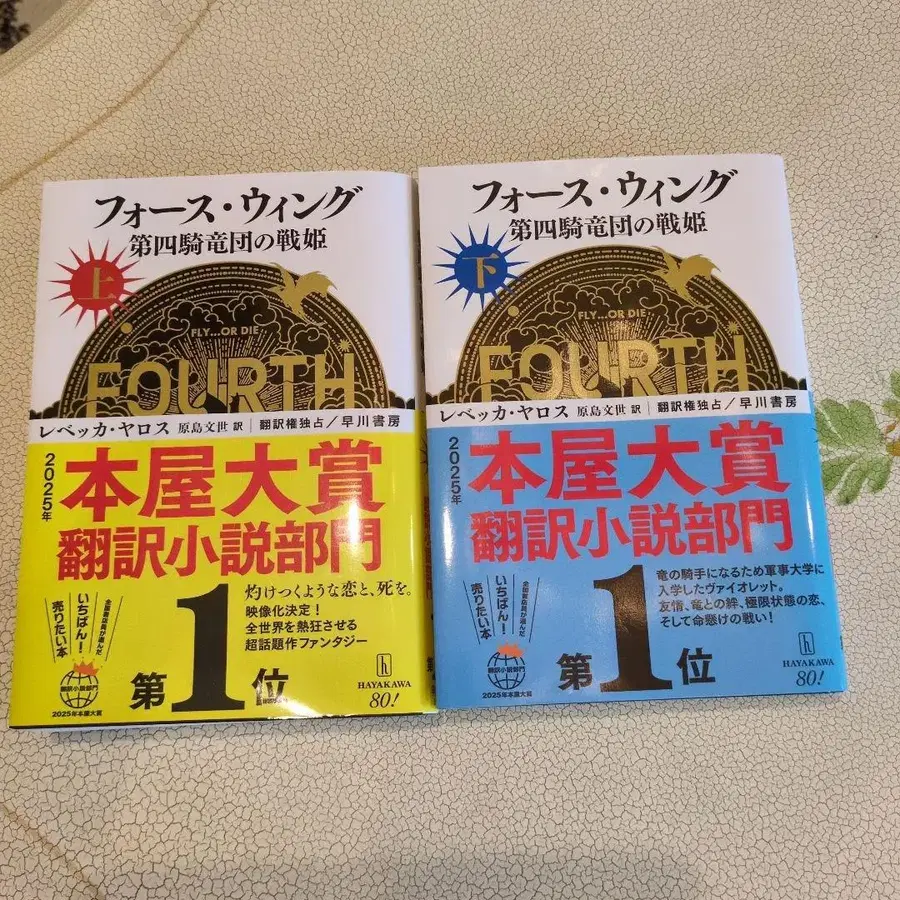 フォース・ウィング
第四騎竜団の戦姫
上
FLY...OR DIE
FOURTH
レベッカ・ヤロス 原島文世 訳 | 翻訳権独占/早川書房
2025年
本屋大賞
翻訳小説部門
第1位
灼けつくような恋と、死を。
映像化決定!
全世界を熱狂させる
超話題作ファンタジー
全国書店員が選んだ
いちばん!
売りたい本
翻訳小説部門
2025年本屋大賞
h
HAYAKAWA
80!
フォース・ウィング
第四騎竜団の戦姫
下
FLY...OR DIE
FOURTH
レベッカ・ヤロス 原島文世 訳 | 翻訳権独占/早川書房
2025年
本屋大賞
翻訳小説部門
第1位
竜の騎手になるため軍事大学に
入学したヴァイオレット。
友情、竜との絆、極限状態の恋、
そして命懸けの戦い!
全国書店員が選んだ
いちばん!
売りたい本
翻訳小説部門
2025年本屋大賞
h
HAYAKAWA
80!